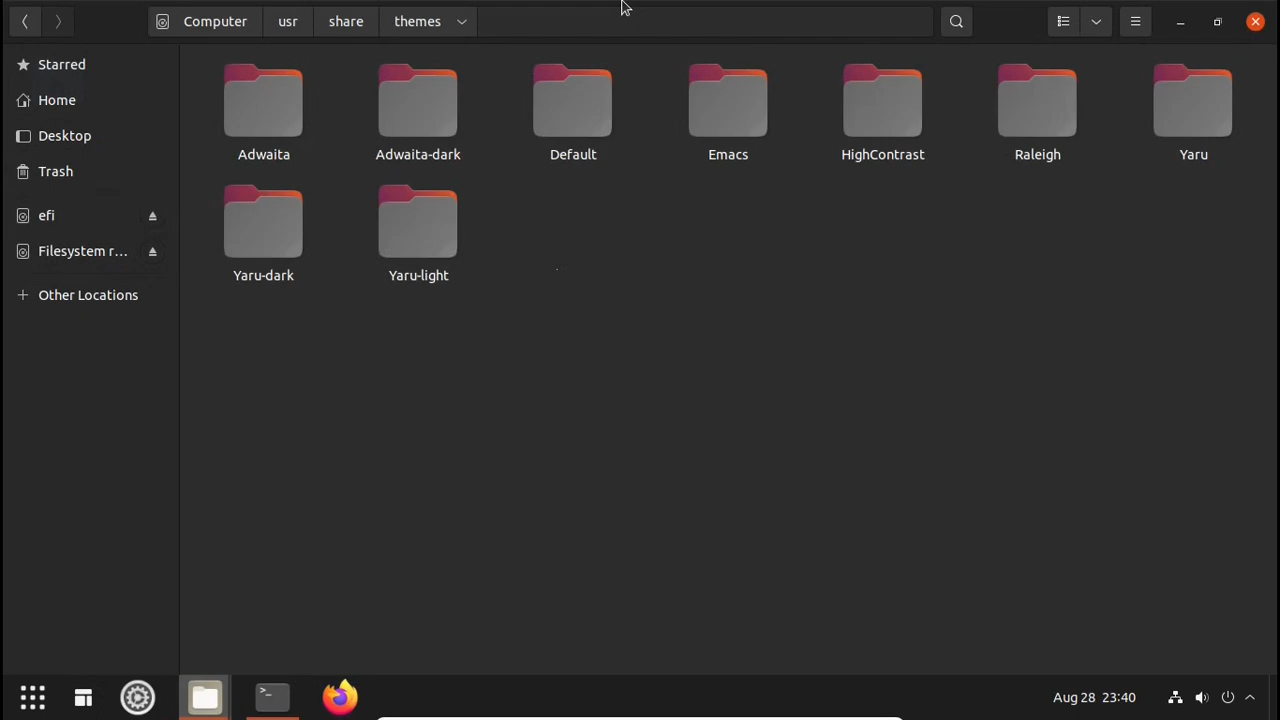 Computer usr share themes
Starred
Home
Desktop
Trash
efi
Filesystem r...
Other Locations
Adwaita Adwaita-dark Default Emacs HighContrast Raleigh Yaru
Yaru-dark Yaru-light
Aug 28 23:40